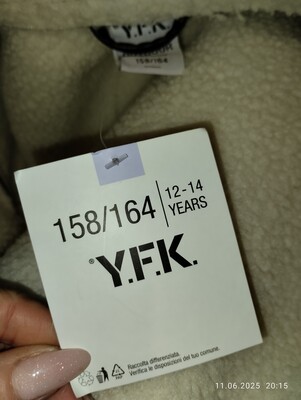 Y.F.K.
158/164
158/164
12-14
YEARS
®Y.F.K.
Raccolta differenziata.
Verifica le disposizioni del tuo comune.
11.06.2025 20:15